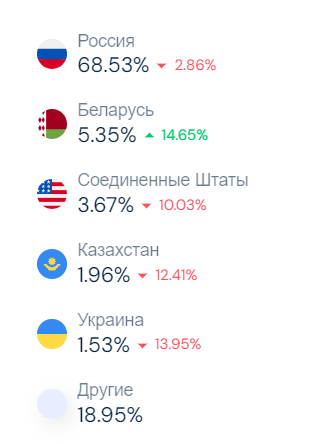 Россия
68.53% 2.86%
Беларусь
5.35% 14.65%
Соединенные Штаты
3.67% 10.03%
Казахстан
1.96% 12.41%
Украина
1.53% 13.95%
Другие
18.95%